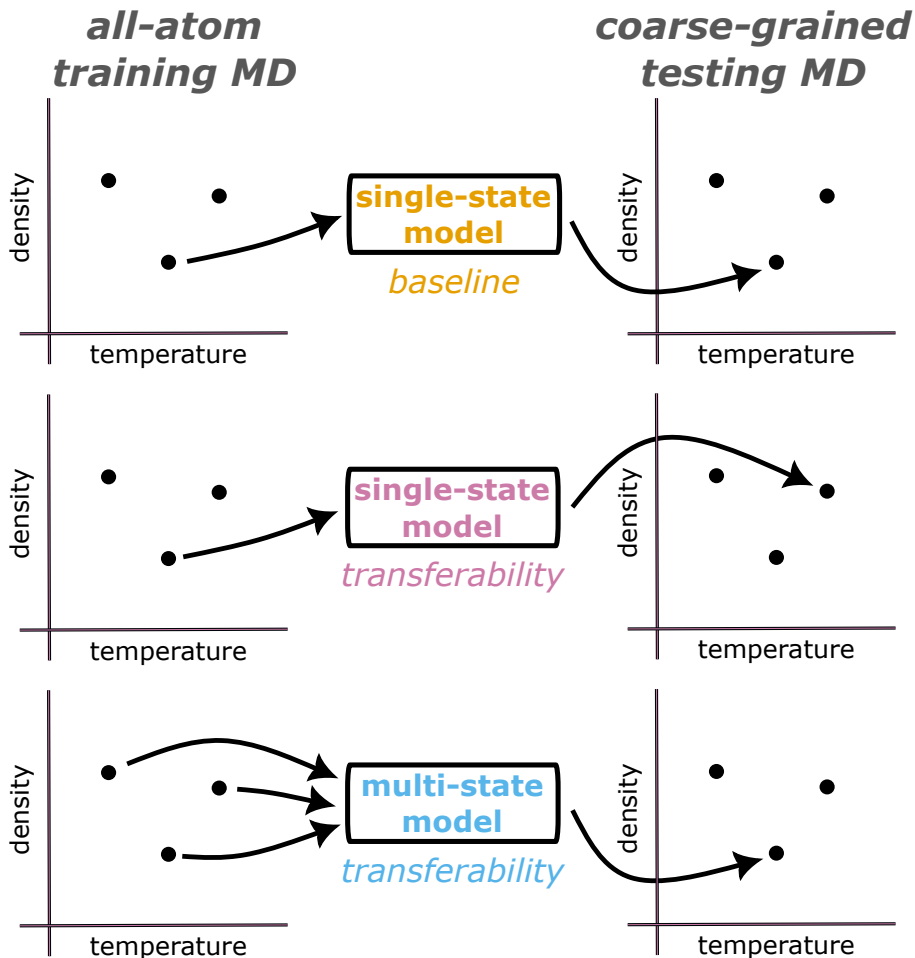 all-atom
training MD
coarse-grained
testing MD
density
temperature
single-state
model
baseline
density
temperature
density
temperature
single-state
model
transferability
density
temperature
density
temperature
multi-state
model
transferability
density
temperature